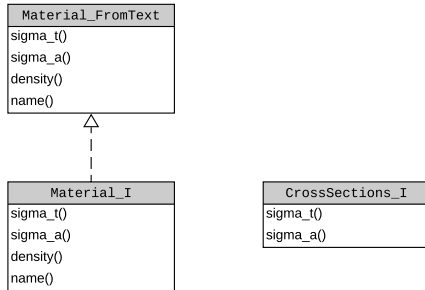 Material_FromText
sigma_t()
sigma_a()
density()
name()
Material_I
sigma_t()
sigma_a()
density()
name()
CrossSections_I
sigma_t()
sigma_a()